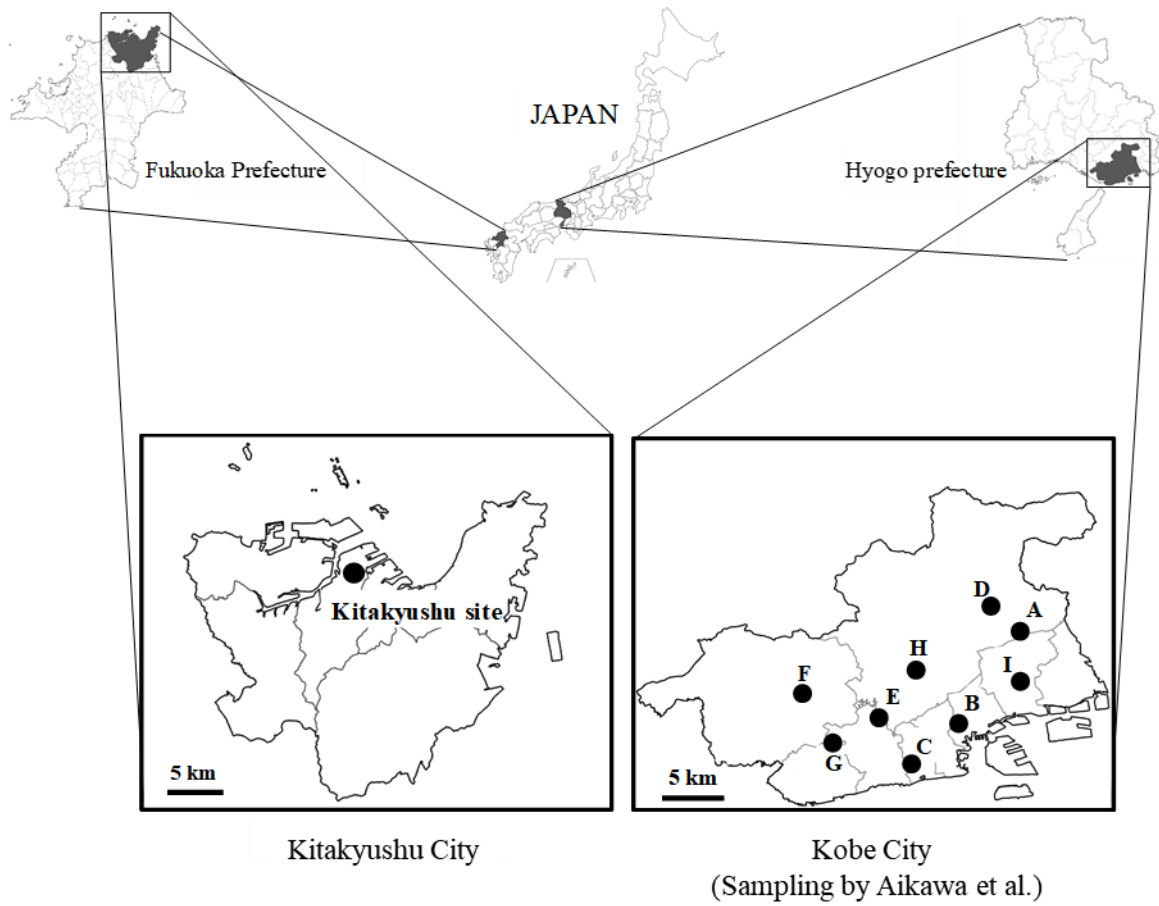 JAPAN
Fukuoka Prefecture
Hyogo prefecture
Kitakyushu site
5 km
D
A
H
I
F
E
B
G
C
5 km
Kitakyushu City
Kobe City
(Sampling by Aikawa et al.)